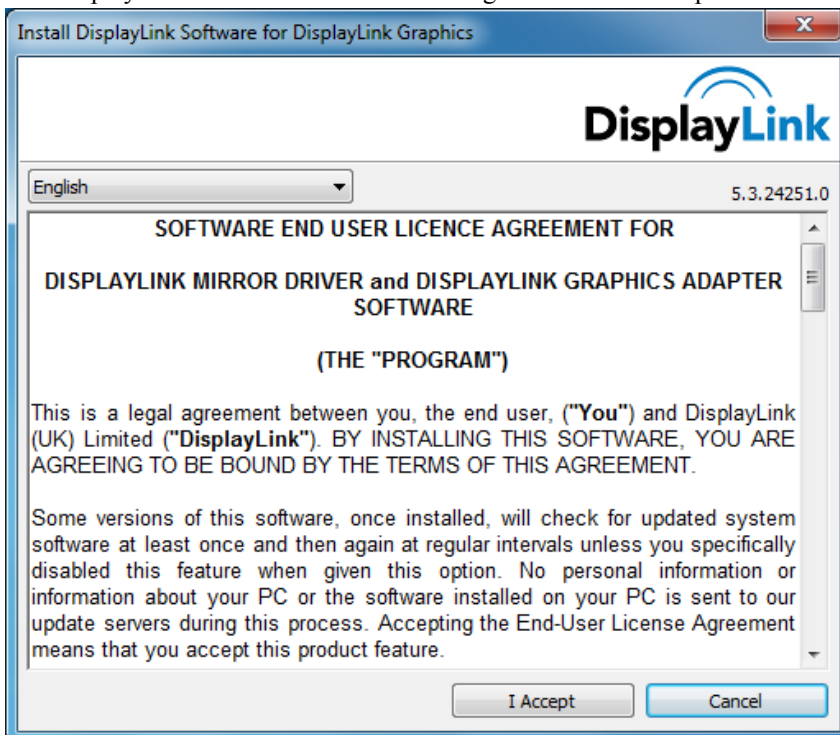 Install DisplayLink Software for DisplayLink Graphics
DisplayLink
English
5.3.24251.0
SOFTWARE END USER LICENCE AGREEMENT FOR
DISPLAYLINK MIRROR DRIVER and DISPLAYLINK GRAPHICS ADAPTER
SOFTWARE
(THE "PROGRAM")
This is a legal agreement between you, the end user, ("You") and DisplayLink
(UK) Limited ("DisplayLink"). BY INSTALLING THIS SOFTWARE, YOU ARE
AGREEING TO BE BOUND BY THE TERMS OF THIS AGREEMENT.
Some versions of this software, once installed, will check for updated system
software at least once and then again at regular intervals unless you specifically
disabled this feature when given this option. No personal information or
information about your PC or the software installed on your PC is sent to our
update servers during this process. Accepting the End-User License Agreement
means that you accept this product feature.
I Accept
Cancel